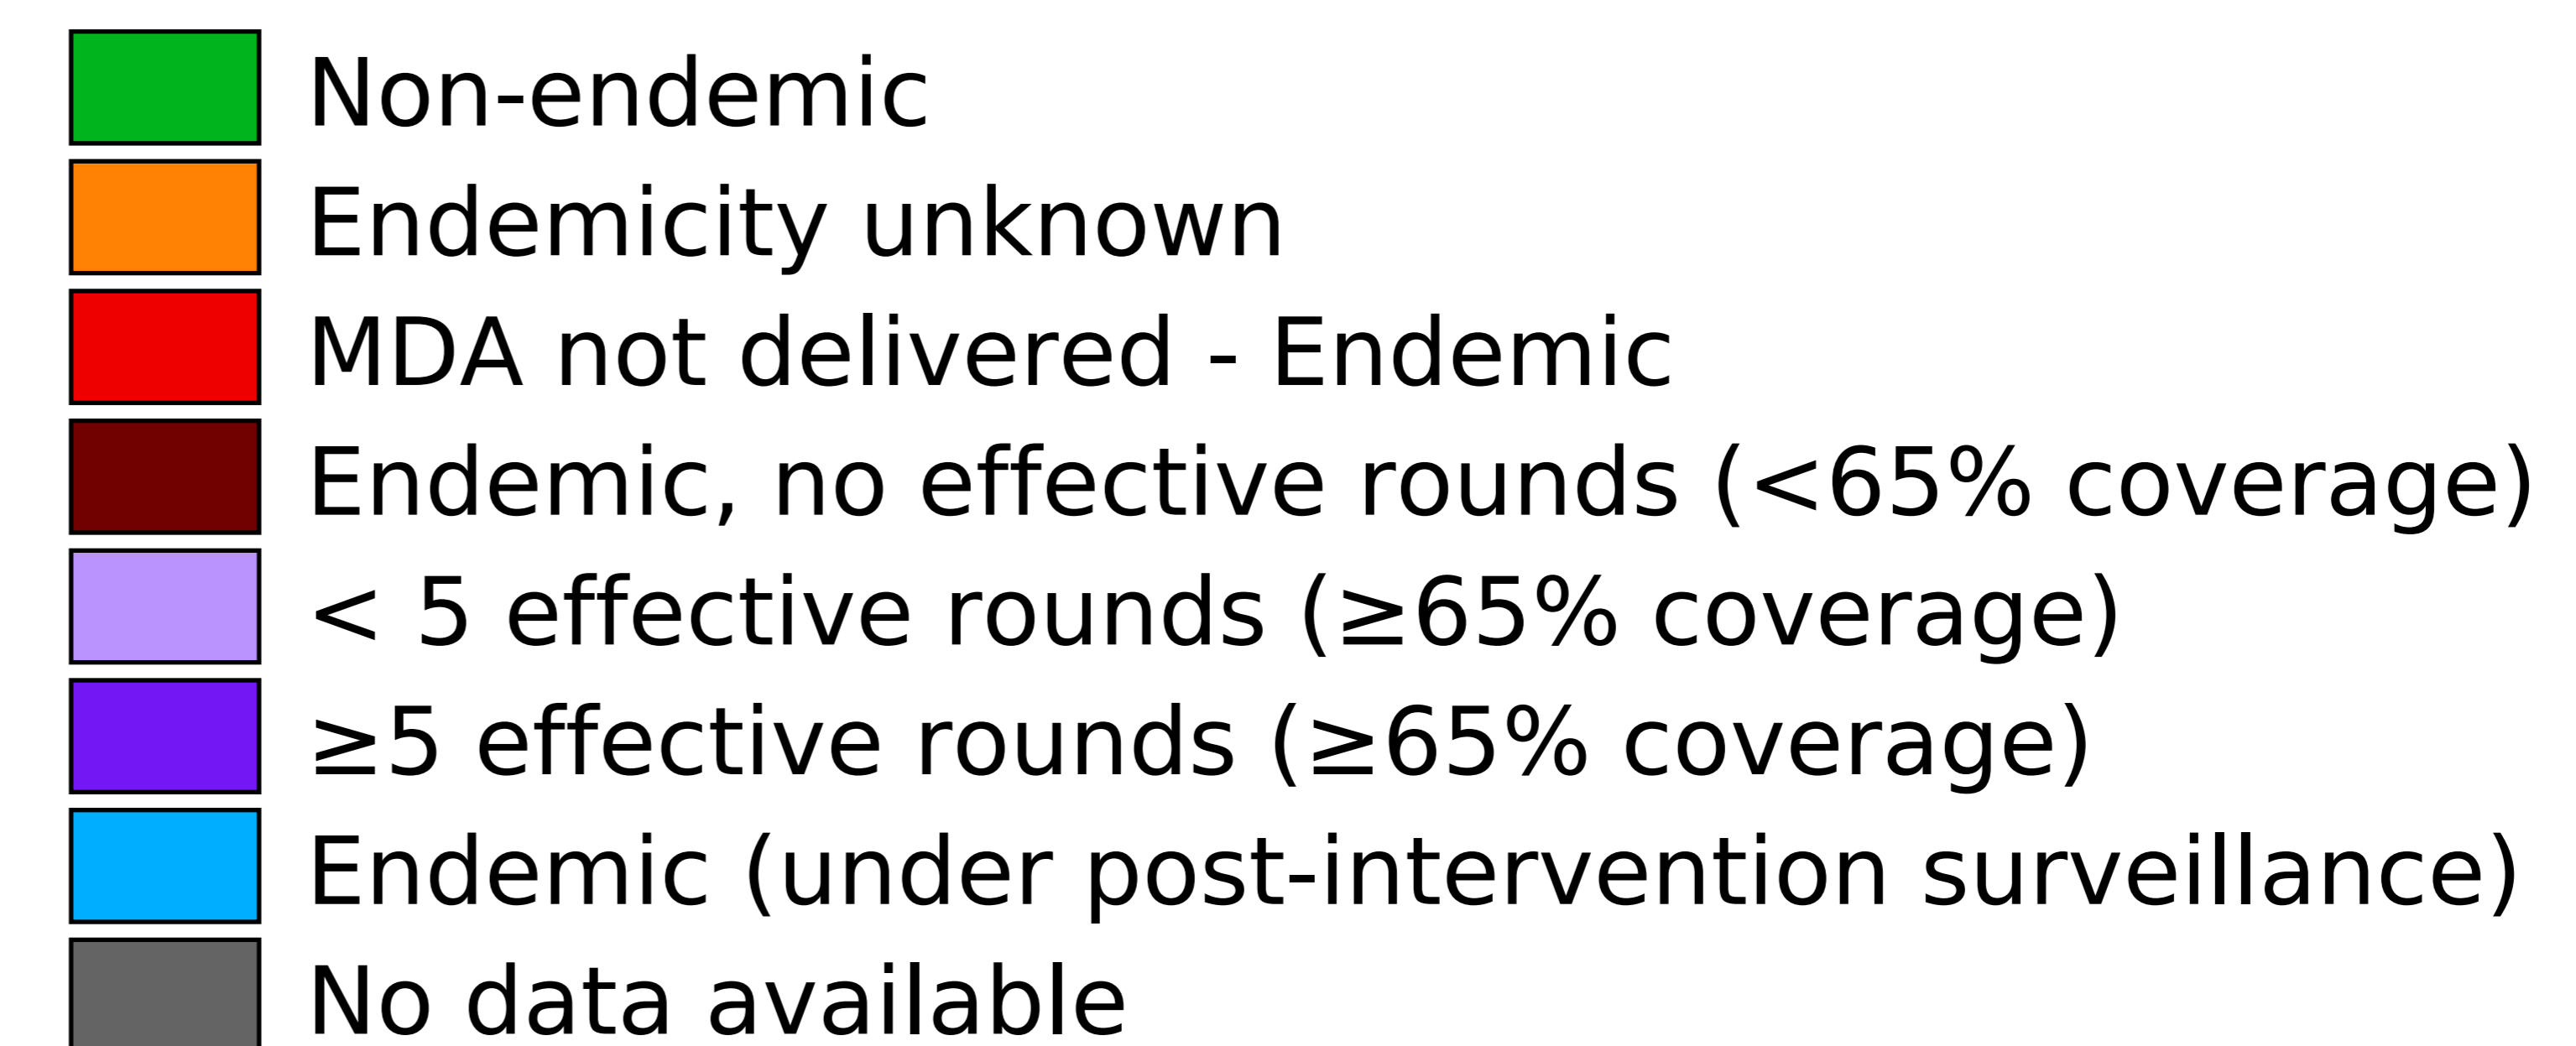 Non-endemic
Endemicity unknown
MDA not delivered - Endemic
Endemic, no effective rounds (<65% coverage)
< 5 effective rounds (≥65% coverage)
≥5 effective rounds (≥65% coverage)
Endemic (under post-intervention surveillance)
No data available